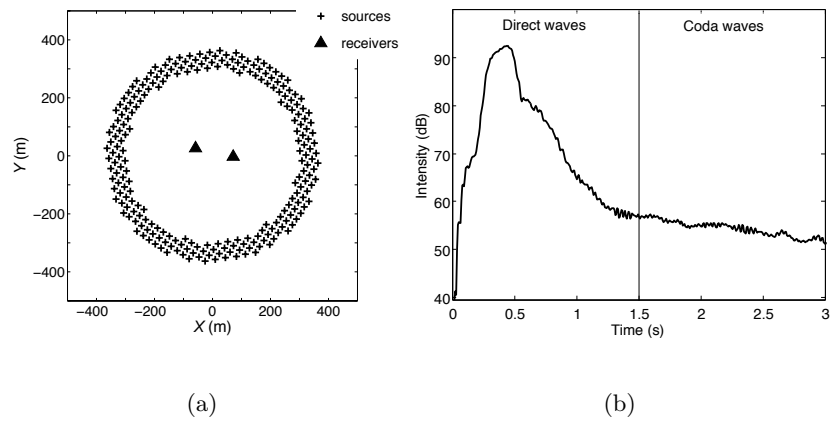 sources
receivers
400
200
0
−200
−400
Y (m)
−400 −200 0 200 400
X (m)
(a)
Direct waves Coda waves
90
80
70
60
50
40
Intensity (dB)
0 0.5 1 1.5 2 2.5 3
Time (s)
(b)